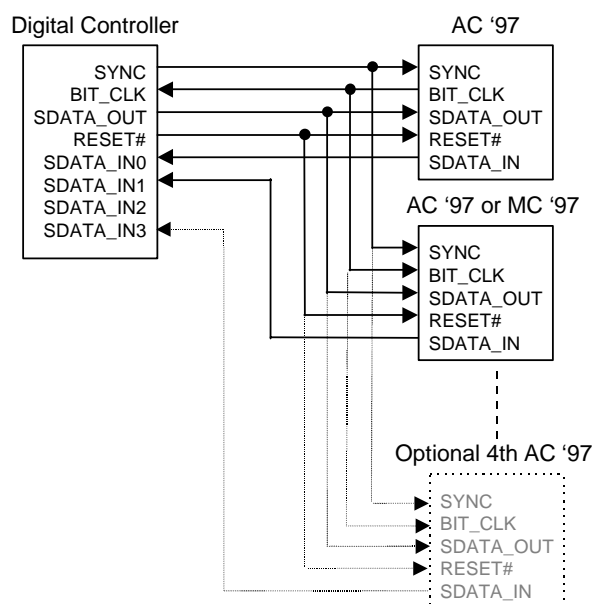 Digital Controller
SYNC
BIT_CLK
SDATA_OUT
RESET#
SDATA_IN0
SDATA_IN1
SDATA_IN2
SDATA_IN3
AC ‘97
SYNC
BIT_CLK
SDATA_OUT
RESET#
SDATA_IN
AC ‘97 or MC ‘97
SYNC
BIT_CLK
SDATA_OUT
RESET#
SDATA_IN
Optional 4th AC ‘97
SYNC
BIT_CLK
SDATA_OUT
RESET#
SDATA_IN